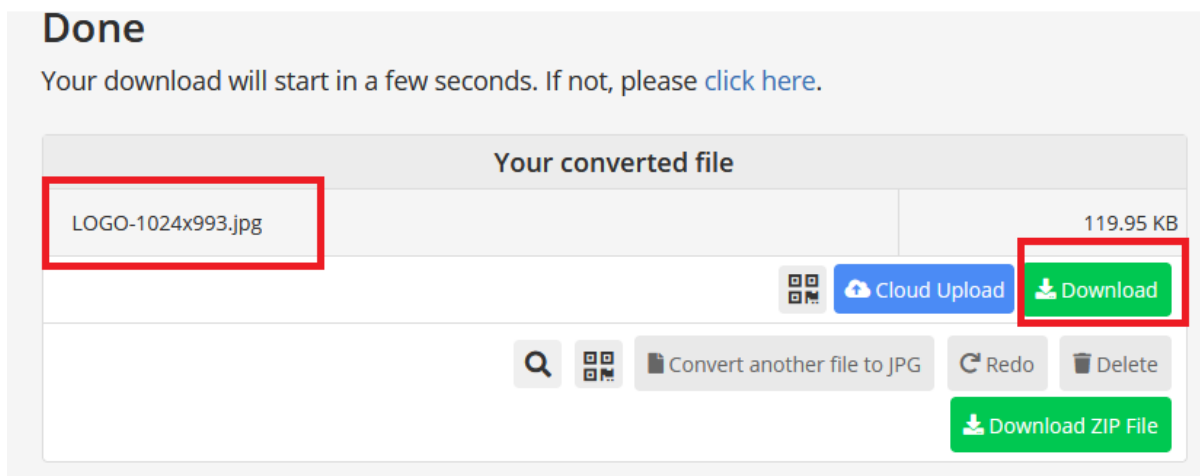 Done
Your download will start in a few seconds. If not, please click here.
Your converted file
LOGO-1024x993.jpg 119.95 KB
Cloud Upload Download
Convert another file to JPG Redo Delete
Download ZIP File